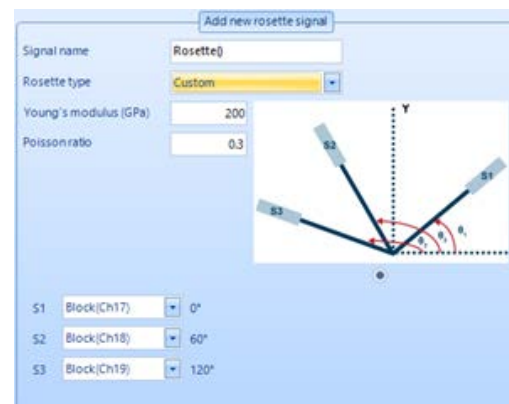 Add new rosette signal
Signal name Rosette()
Rosette type Custom
Young's modulus (GPa) 200
Poisson ratio 0.3
Y
S2
S1
S3
S1 Block(Ch17) 0°
S2 Block(Ch18) 60°
S3 Block(Ch19) 120°